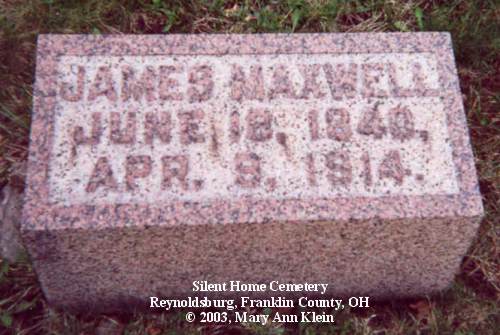 JAMES MAXWELL
JUNE 18, 1840,
APR. 9, 1914.
Silent Home Cemetery
Reynoldsburg, Franklin County, OH
© 2003, Mary Ann Klein